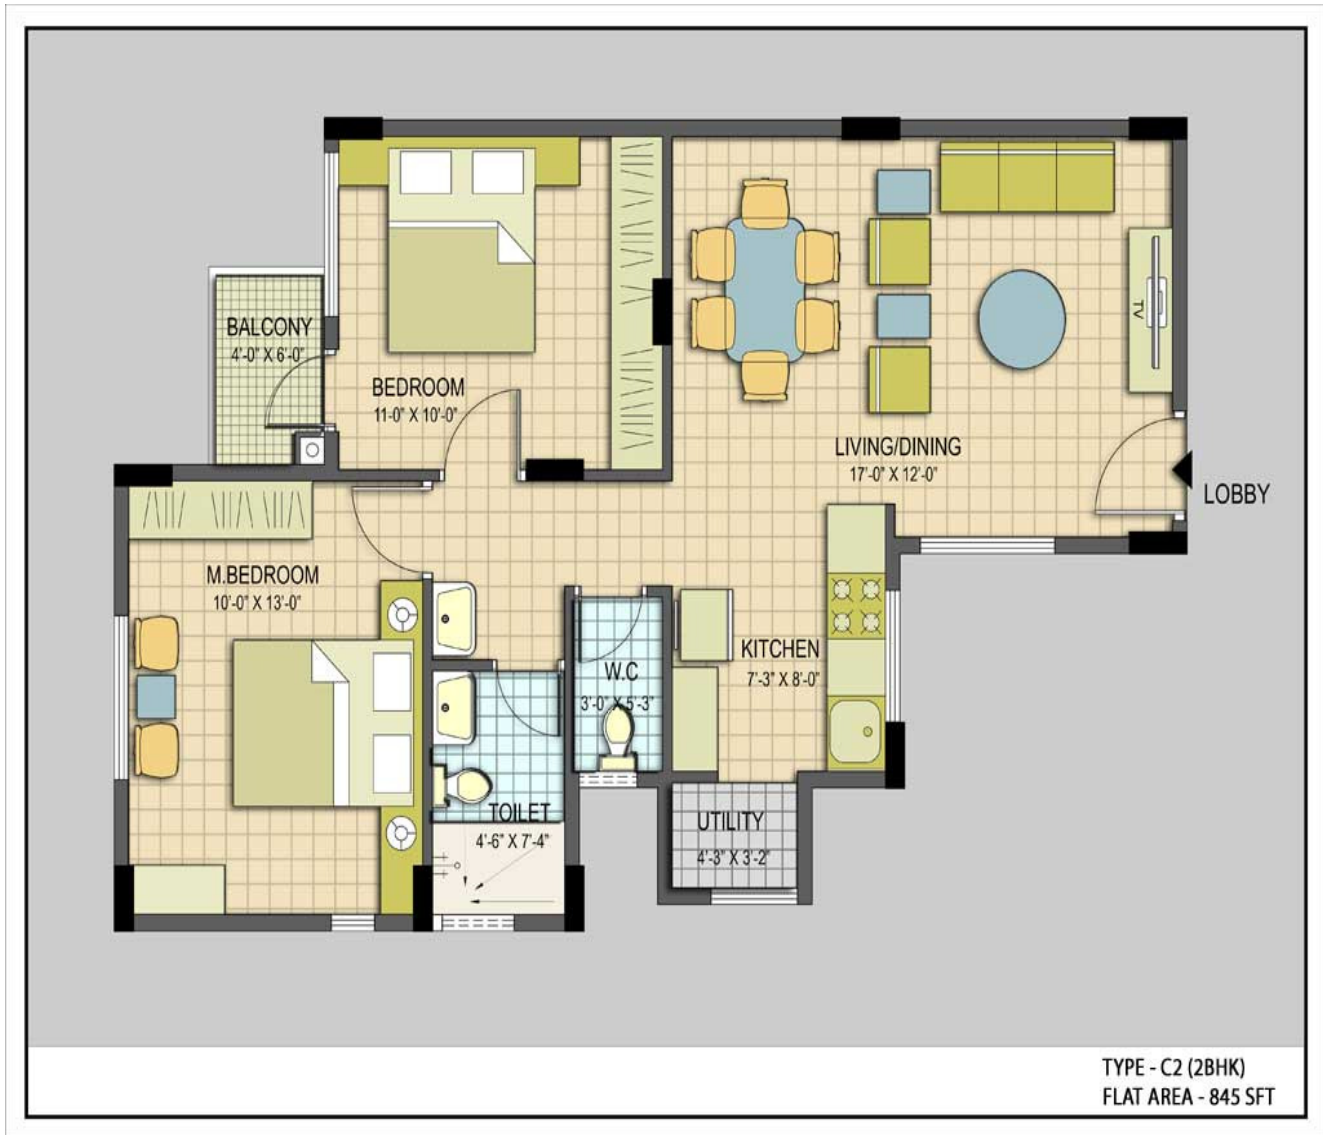 BALCONY
4'-0" X 6'-0"
BEDROOM
11-0" X 10'-0"
TV
LIVING/DINING
17'-0" X 12'-0"
LOBBY
M.BEDROOM
10'-0" X 13'-0"
W.C
3'-0" X 5'-3"
KITCHEN
7'-3" X 8'-0"
TOILET
4'-6" X 7'-4"
UTILITY
4'-3" X 3'-2"
TYPE - C2 (2BHK)
FLAT AREA - 845 SFT